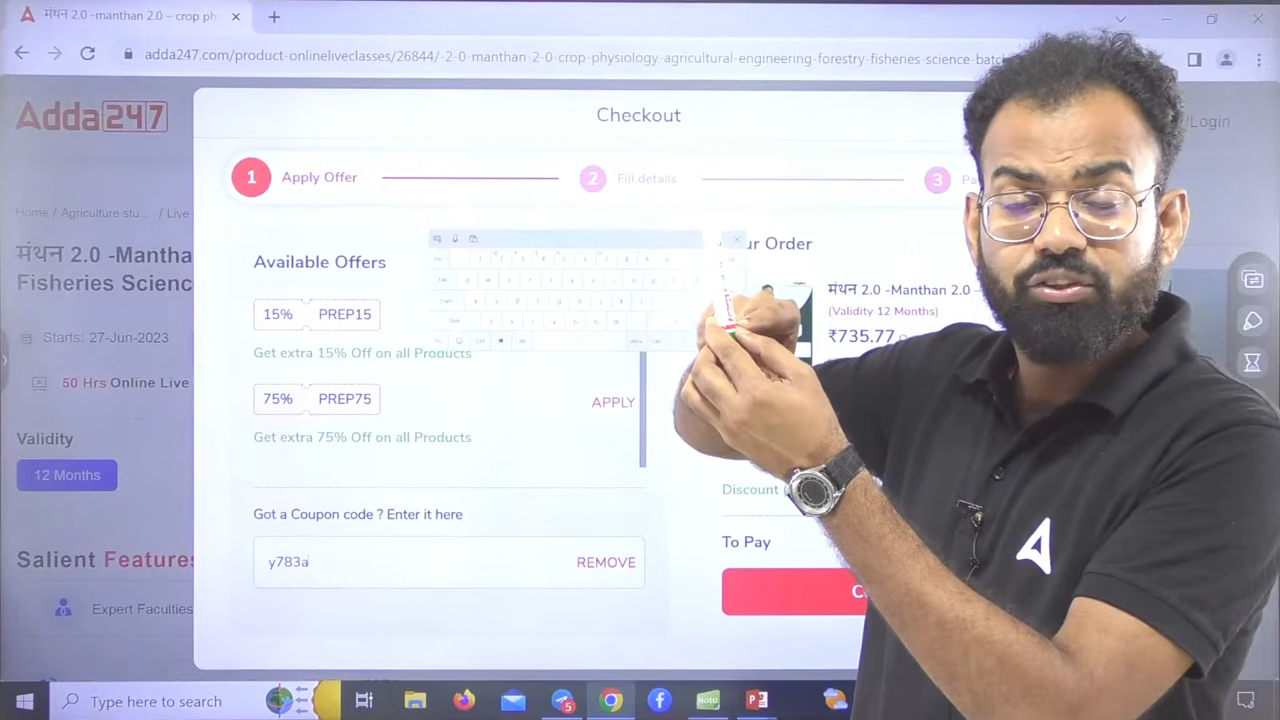 मंथन 2.0 -manthan 2.0 – crop ph
adda247.com/product-onlineliveclasses/26844/-2-0-manthan-2-0-crop-physiology-agricultural-engineering-forestry-fisheries-science-batc
Adda247
Checkout
/Login
1 Apply Offer
2 Fill details
3
Home / Agriculture stu... / Live
मंथन 2.0 -Mantha
Fisheries Scienc
Starts: 27-Jun-2023
50 Hrs Online Live
Validity
12 Months
Salient Features
Expert Faculties
Available Offers
15% PREP15
Get extra 15% Off on all Products
75% PREP75
APPLY
Get extra 75% Off on all Products
Got a Coupon code ? Enter it here
y783a
REMOVE
ur Order
मंथन 2.0 -Manthan 2.0 -
(Validity 12 Months)
₹735.77
Discount
To Pay
Type here to search
5
Note